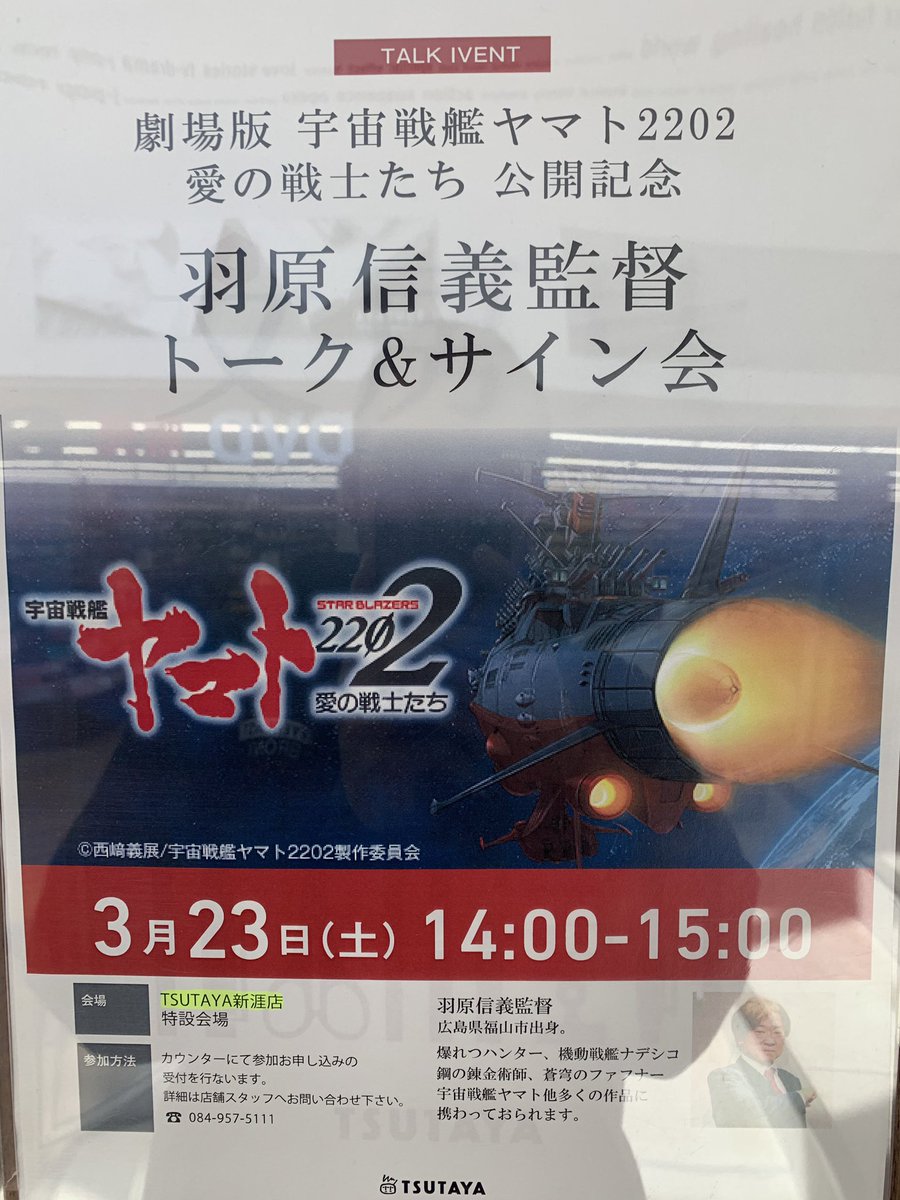 TALK IVENT
劇場版 宇宙戦艦ヤマト2202
愛の戦士たち 公開記念
羽原信義監督
トーク&サイン会
DVD
宇宙戦艦
ヤマト
STAR BLAZERS
2202
愛の戦士たち
©西﨑義展/宇宙戦艦ヤマト2202製作委員会
3月23日(土) 14:00-15:00
会場
TSUTAYA新涯店
特設会場
参加方法
カウンターにて参加お申し込みの
受付を行ないます。
詳細は店舗スタッフへお問い合わせ下さい。
☎ 084-957-5111
羽原信義監督
広島県福山市出身。
爆れつハンター、機動戦艦ナデシコ
鋼の錬金術師、蒼穹のファフナー
宇宙戦艦ヤマト他多くの作品に
携わっておられます。
TSUTAYA